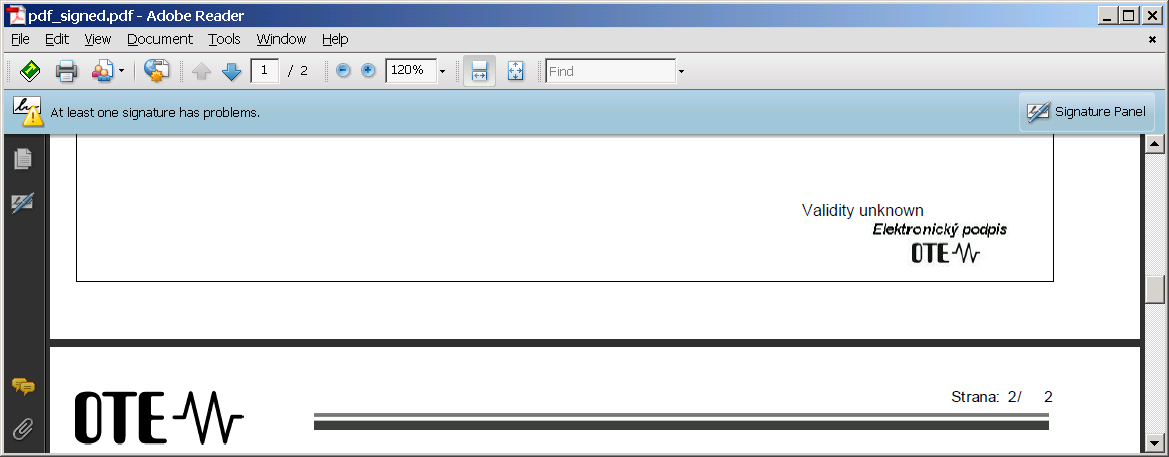 pdf_signed.pdf - Adobe Reader
File Edit View Document Tools Window Help
1 / 2 120% Find
At least one signature has problems. Signature Panel
Validity unknown
Elektronický podpis
OTE
OTE Strana: 2/ 2